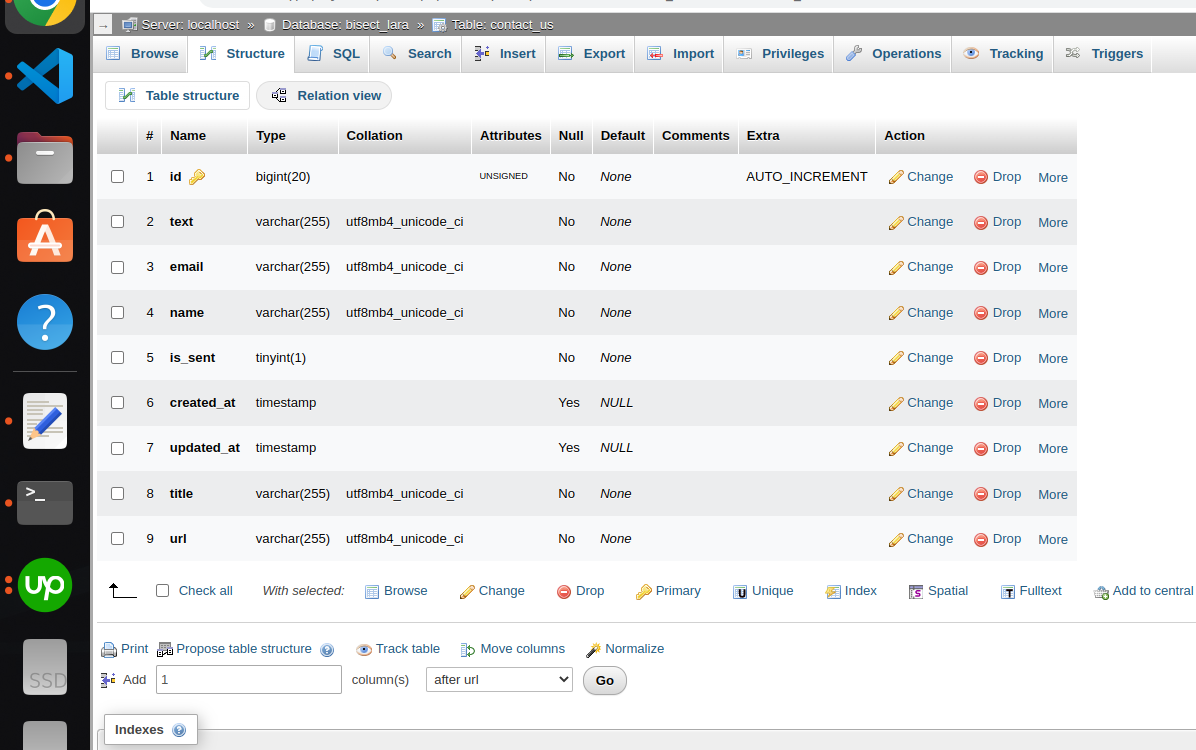 → Server: localhost » Database: bisect_lara » Table: contact_us
Browse Structure SQL Search Insert Export Import Privileges Operations Tracking Triggers
Table structure Relation view
# Name Type Collation Attributes Null Default Comments Extra Action
1 id bigint(20) UNSIGNED No None AUTO_INCREMENT Change Drop More
2 text varchar(255) utf8mb4_unicode_ci No None Change Drop More
3 email varchar(255) utf8mb4_unicode_ci No None Change Drop More
4 name varchar(255) utf8mb4_unicode_ci No None Change Drop More
5 is_sent tinyint(1) No None Change Drop More
6 created_at timestamp Yes NULL Change Drop More
7 updated_at timestamp Yes NULL Change Drop More
8 title varchar(255) utf8mb4_unicode_ci No None Change Drop More
9 url varchar(255) utf8mb4_unicode_ci No None Change Drop More
Check all With selected: Browse Change Drop Primary Unique Index Spatial Fulltext Add to central
Print Propose table structure Track table Move columns Normalize
Add 1 column(s) after url Go
Indexes
>_
up
SSD